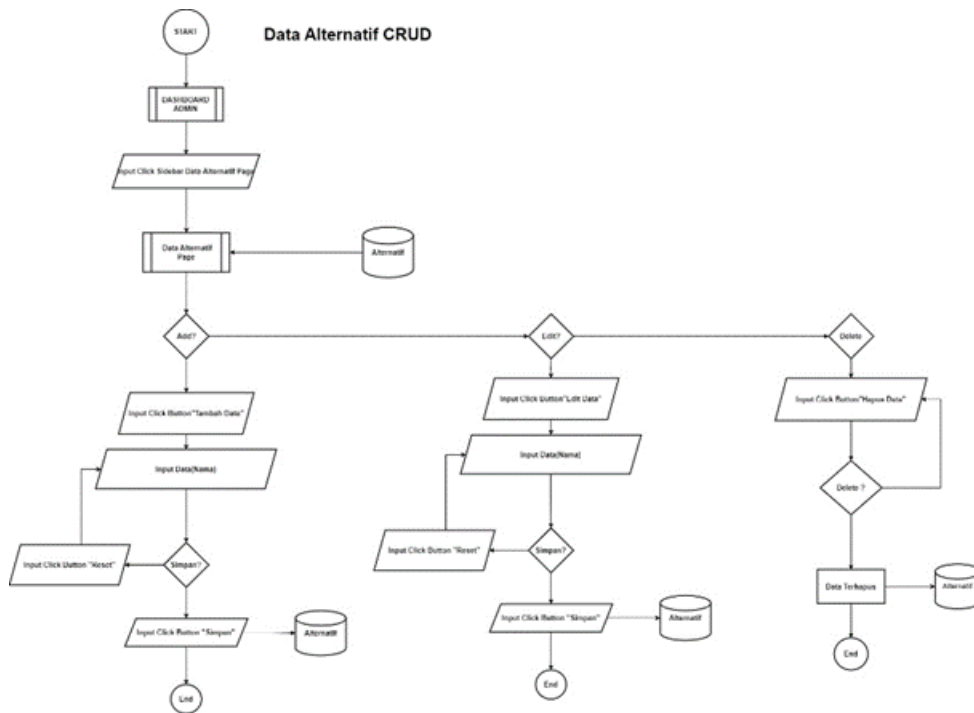 START
Data Alternatif CRUD
DASHBOARD
ADMIN
Input Click Sidebar Data Alternatif Page
Data Alternatif
Page
Alternatif
Add?
Edit?
Delete
Input Click Button"Tambah Data"
Input Click Button"Edit Data"
Input Click Button"Hapus Data"
Input Data(Nama)
Input Data(Nama)
Delete ?
Input Click Button "Reset"
Simpan?
Input Click Button "Reset"
Simpan?
Data Terhapus
Alternatif
Input Click Button "Simpan"
Alternatif
Input Click Button "Simpan"
Alternatif
End
End
End